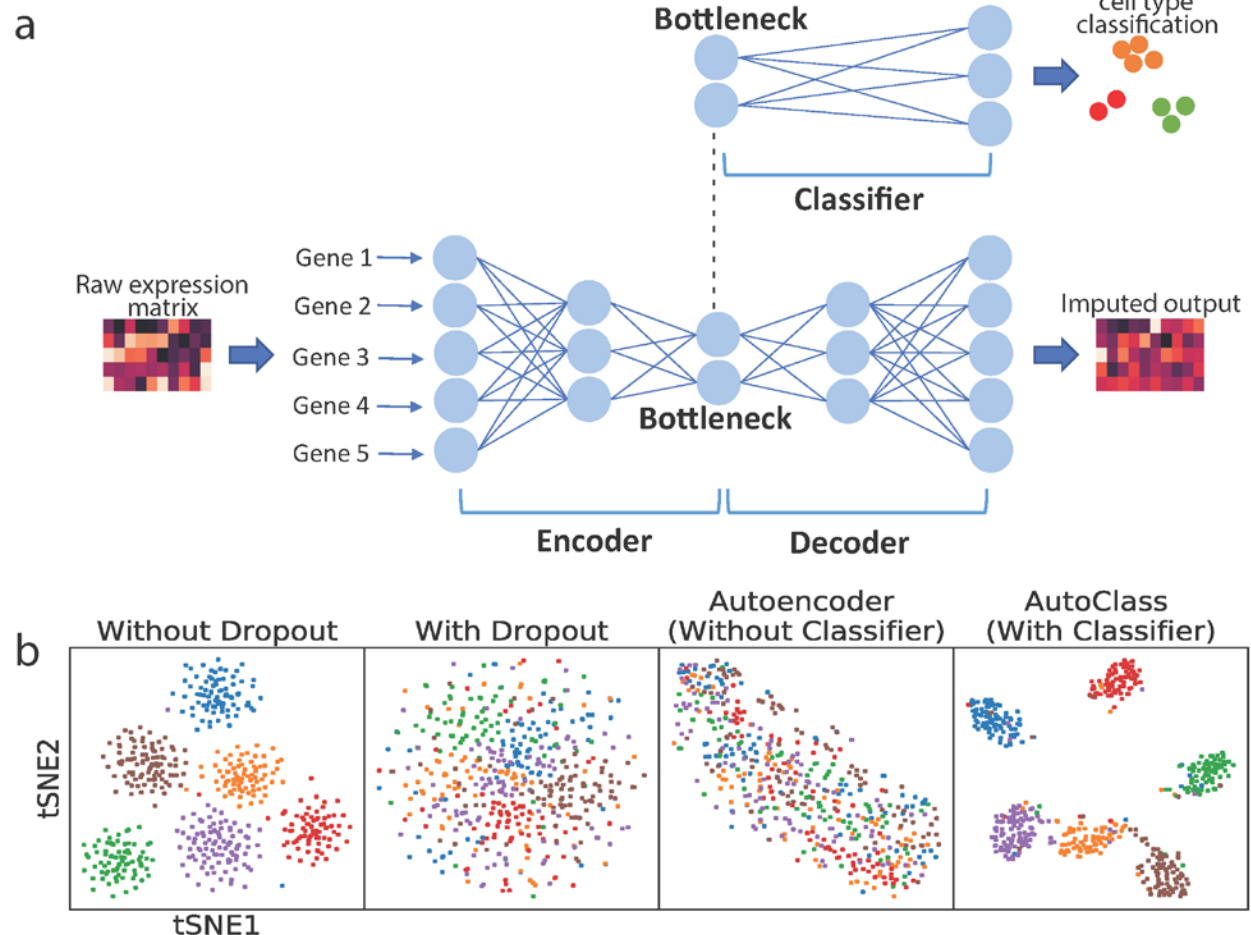 a
Bottleneck
cell type
classification
Classifier
Raw expression
matrix
Gene 1
Gene 2
Gene 3
Gene 4
Gene 5
Bottleneck
Imputed output
Encoder
Decoder
b
Without Dropout
With Dropout
Autoencoder
(Without Classifier)
AutoClass
(With Classifier)
tSNE2
tSNE1